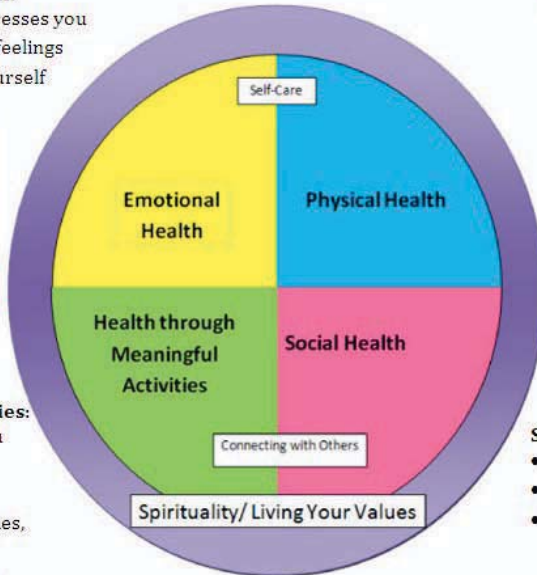 esses you
feelings
urself
Self-Care
Emotional
Health
Physical Health
Health through
Meaningful
Activities
Social Health
ies:
Connecting with Others
S
•
•
•
es,
Spirituality/ Living Your Values